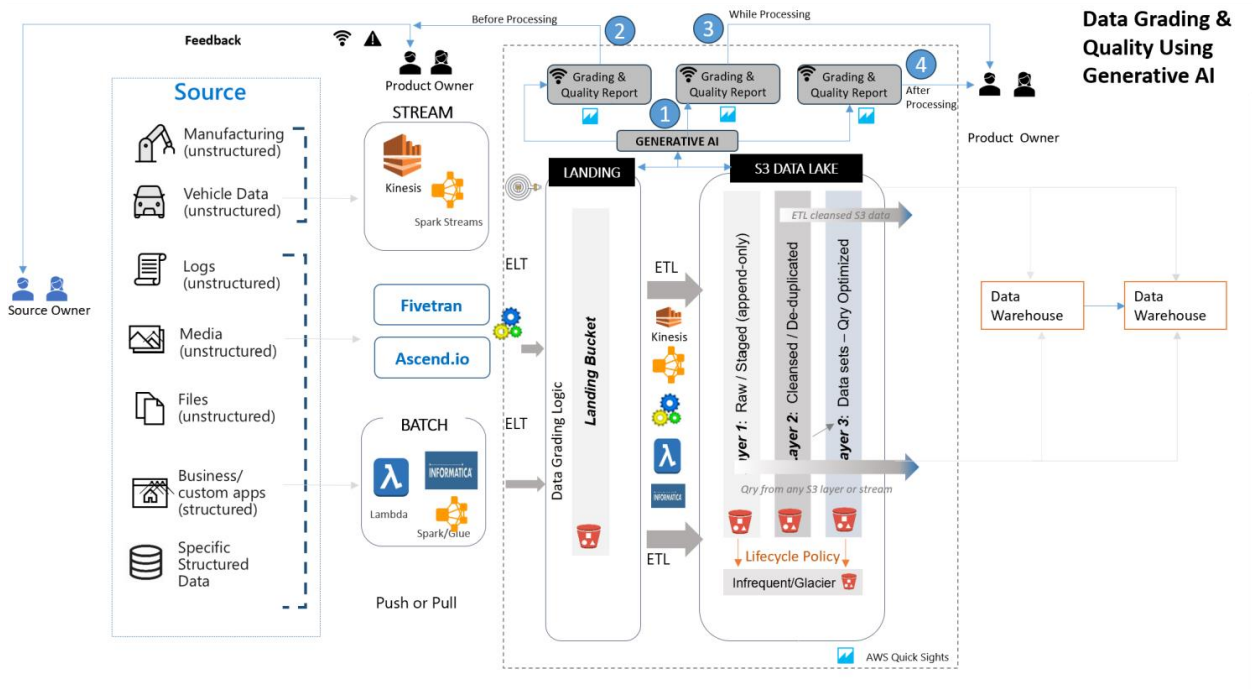 Data Grading &
Quality Using
Generative AI
Before Processing
2
3
While Processing
Feedback
Product Owner
Grading &
Quality Report
Grading &
Quality Report
Grading &
Quality Report
4
After
Processing
Product Owner
1
GENERATIVE AI
Source
Manufacturing
(unstructured)
Vehicle Data
(unstructured)
Logs
(unstructured)
Media
(unstructured)
Files
(unstructured)
Business/
custom apps
(structured)
Specific
Structured
Data
Source Owner
STREAM
Kinesis
Spark Streams
Fivetran
Ascend.io
BATCH
Lambda
INFORMATICA
Spark/Glue
Push or Pull
ELT
ELT
LANDING
Data Grading Logic
Landing Bucket
ETL
Kinesis
INFORMATICA
ETL
S3 DATA LAKE
ETL cleansed S3 data
ayer 1: Raw / Staged (append-only)
ayer 2: Cleansed / De-duplicated
ayer 3: Data sets – Qry Optimized
Qry from any S3 layer or stream
Lifecycle Policy
Infrequent/Glacier
AWS Quick Sights
Data
Warehouse
Data
Warehouse